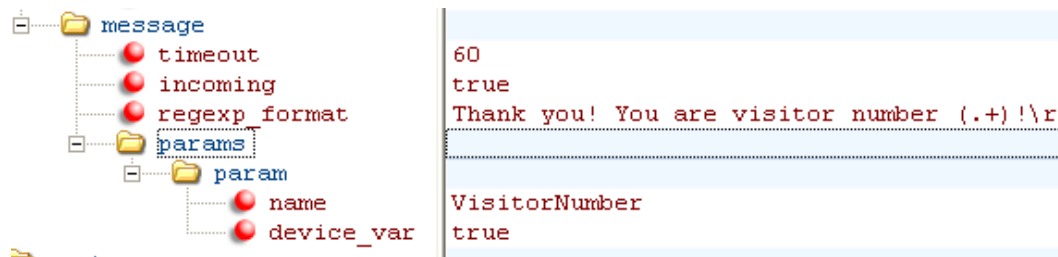 message
timeout 60
incoming true
regexp_format Thank you! You are visitor number (.+)!\r
params
param
name VisitorNumber
device_var true